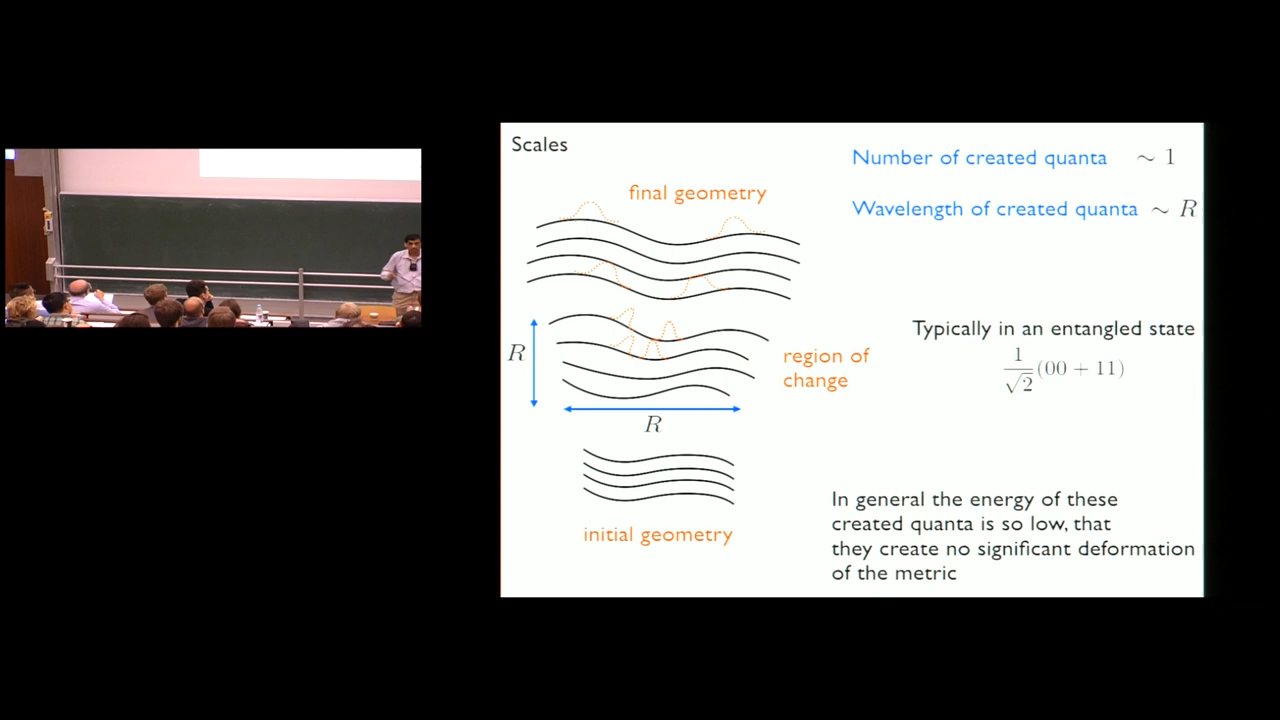 Scales
Number of created quanta ∼ 1
final geometry
Wavelength of created quanta ∼ R
Typically in an entangled state
R
region of
change
1/√2 (00 + 11)
R
In general the energy of these
created quanta is so low, that
initial geometry
they create no significant deformation
of the metric